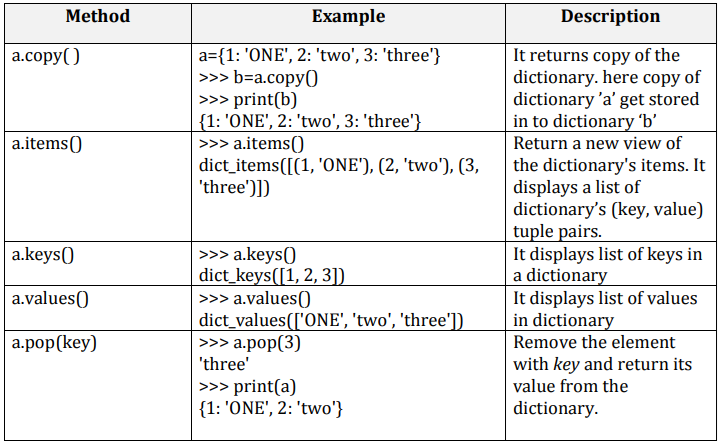 Method Example Description
a.copy( ) a={1: 'ONE', 2: 'two', 3: 'three'} It returns copy of the
>>> b=a.copy() dictionary. here copy of
>>> print(b) dictionary ’a’ get stored
{1: 'ONE', 2: 'two', 3: 'three'} in to dictionary ‘b’
a.items() >>> a.items() Return a new view of
dict_items([(1, 'ONE'), (2, 'two'), (3, the dictionary's items. It
'three')]) displays a list of
dictionary’s (key, value)
tuple pairs.
a.keys() >>> a.keys() It displays list of keys in
dict_keys([1, 2, 3]) a dictionary
a.values() >>> a.values() It displays list of values
dict_values(['ONE', 'two', 'three']) in dictionary
a.pop(key) >>> a.pop(3) Remove the element
'three' with key and return its
>>> print(a) value from the
{1: 'ONE', 2: 'two'} dictionary.